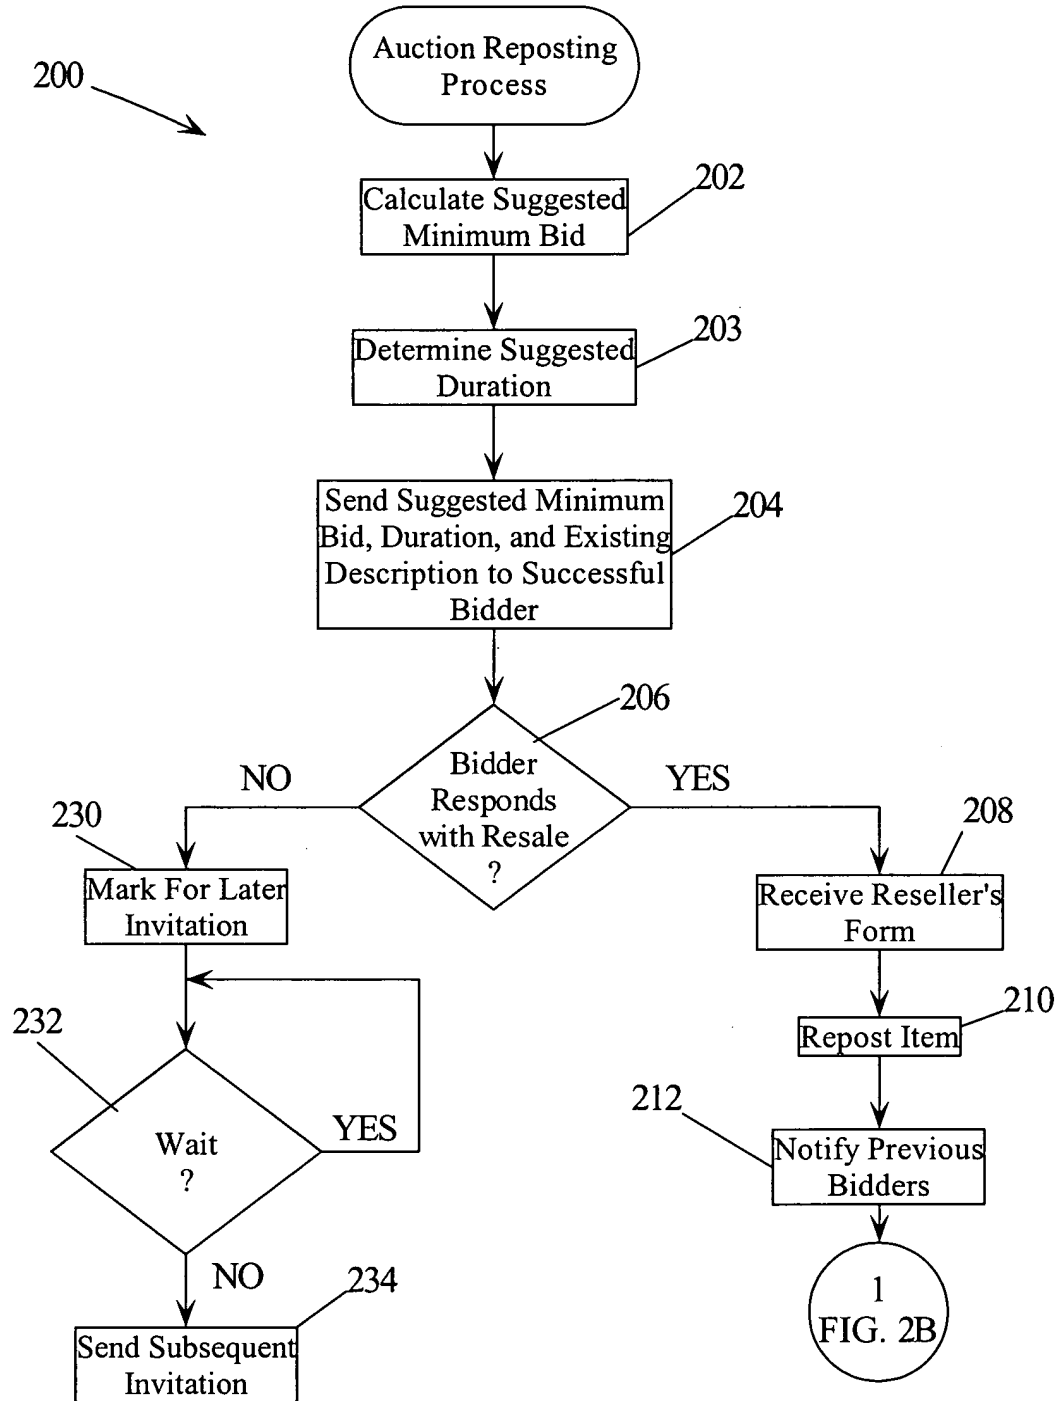 Auction Reposting
Process
200
202
Calculate Suggested
Minimum Bid
203
Determine Suggested
Duration
204
Send Suggested Minimum
Bid, Duration, and Existing
Description to Successful
Bidder
206
Bidder
Responds
with Resale
?
NO
YES
230
Mark For Later
Invitation
208
Receive Reseller's
Form
232
Wait
?
YES
NO
210
Repost Item
212
Notify Previous
Bidders
234
Send Subsequent
Invitation
1
FIG. 2B